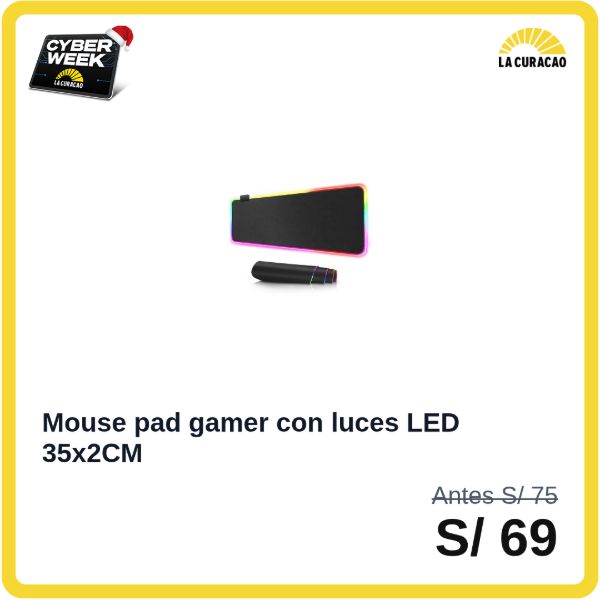 CYBER
WEEK
LA CURACAO
LA CURACAO
Mouse pad gamer con luces LED
35x2CM
Antes S/ 75
S/ 69